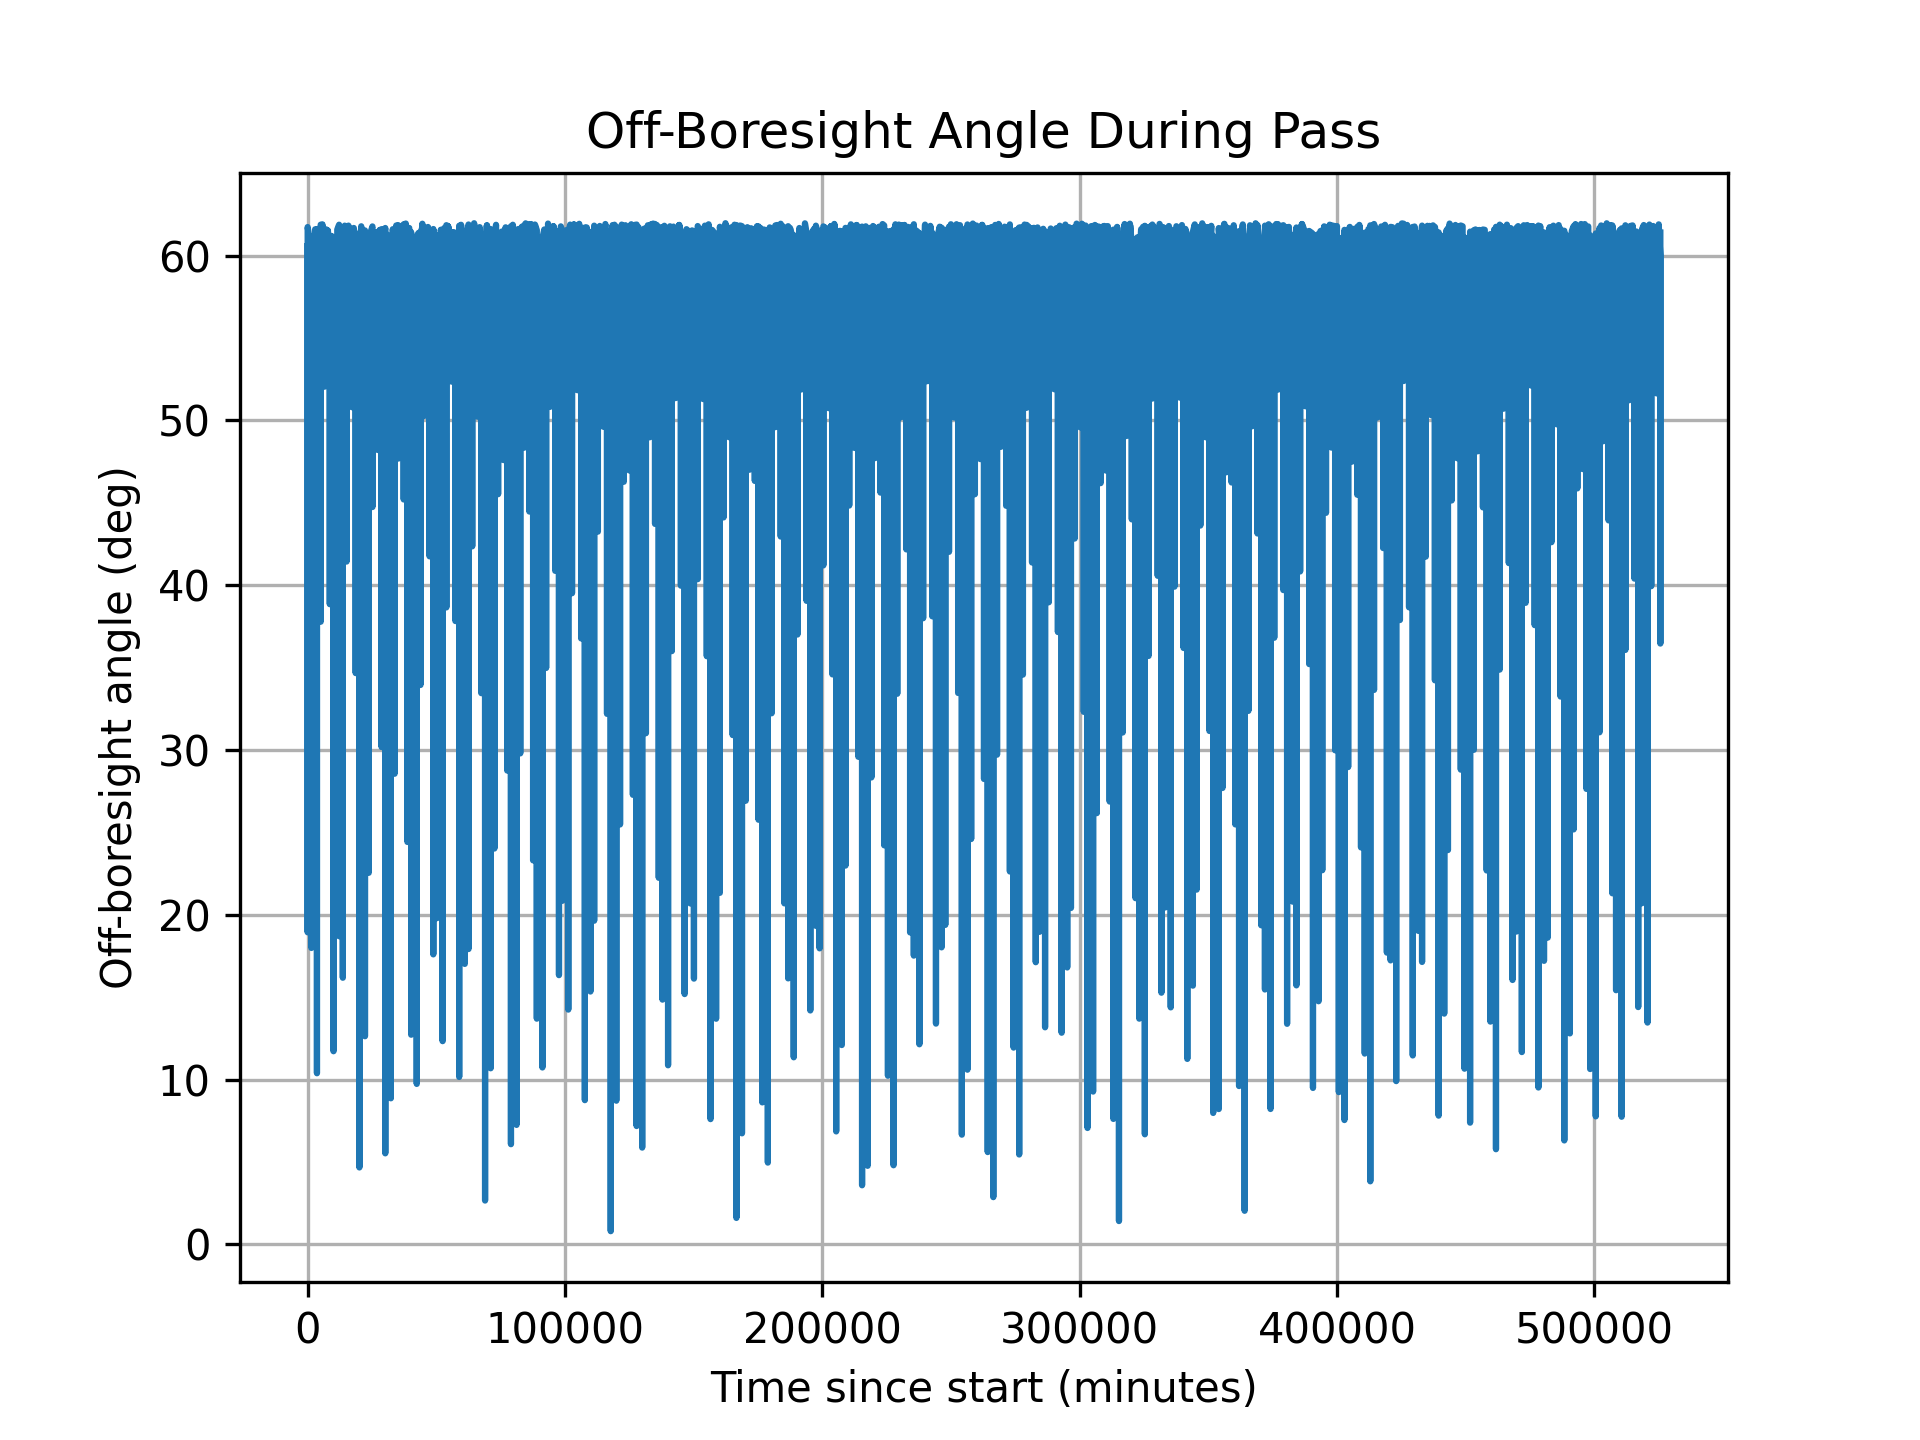 Off-Boresight Angle During Pass
Off-boresight angle (deg)
60
50
40
30
20
10
0
0 100000 200000 300000 400000 500000
Time since start (minutes)